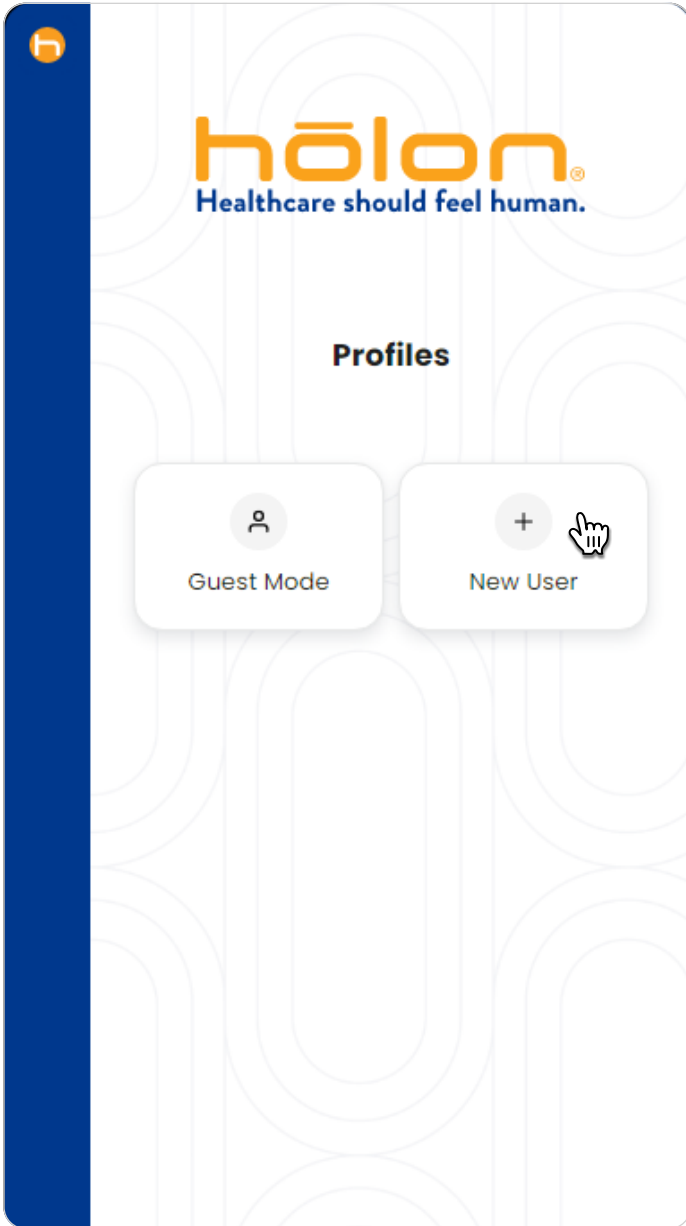 hōlon®
Healthcare should feel human.
Profiles
Guest Mode
New User